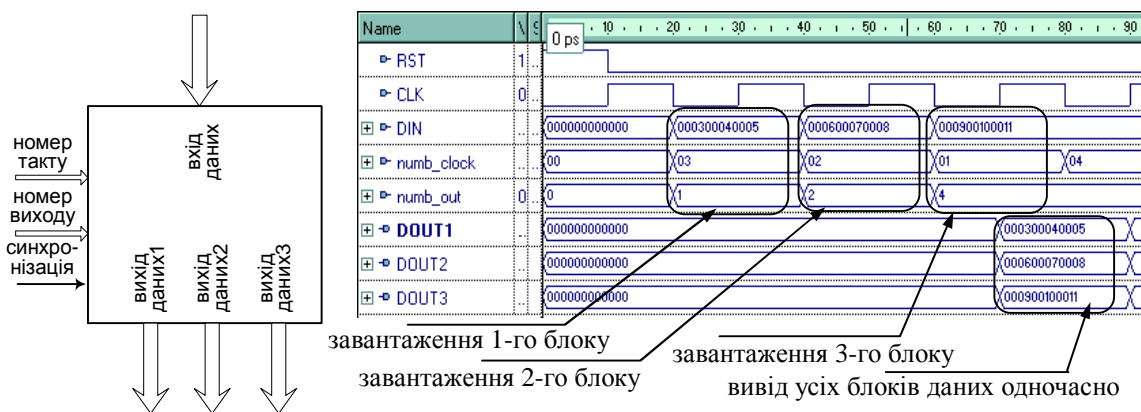 вхід
даних
номер
такту
номер
виходу
синхро-
нізація
вихід
даних1
вихід
даних2
вихід
даних3
Name
0 ps
10 20 30 40 50 60 70 80 90
RST 1
CLK 0
DIN 000000000000 000300040005 000600070008 000900100011
numb_clock 00 03 02 01 04
numb_out 0 0 1 2 4
DOUT1 000000000000 000300040005
DOUT2 000000000000 000600070008
DOUT3 000000000000 000900100011
завантаження 1-го блоку
завантаження 2-го блоку
завантаження 3-го блоку
вивід усіх блоків даних одночасно